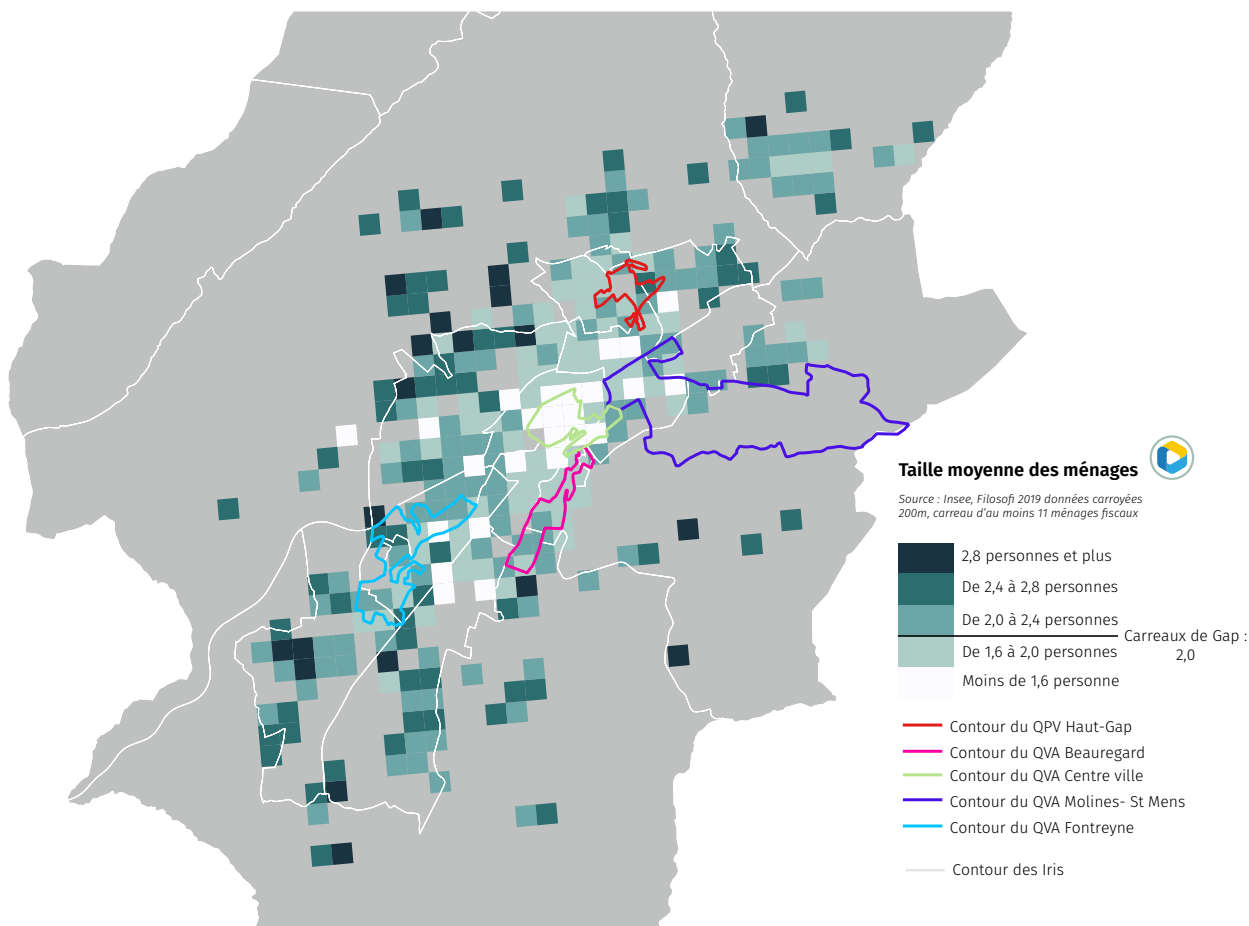 Taille moyenne des ménages
Source : Insee, Filosofi 2019 données carroyées
200m, carreau d'au moins 11 ménages fiscaux
2,8 personnes et plus
De 2,4 à 2,8 personnes
De 2,0 à 2,4 personnes
Carreaux de Gap :
2,0
De 1,6 à 2,0 personnes
Moins de 1,6 personne
Contour du QPV Haut-Gap
Contour du QVA Beauregard
Contour du QVA Centre ville
Contour du QVA Molines- St Mens
Contour du QVA Fontreyne
Contour des Iris